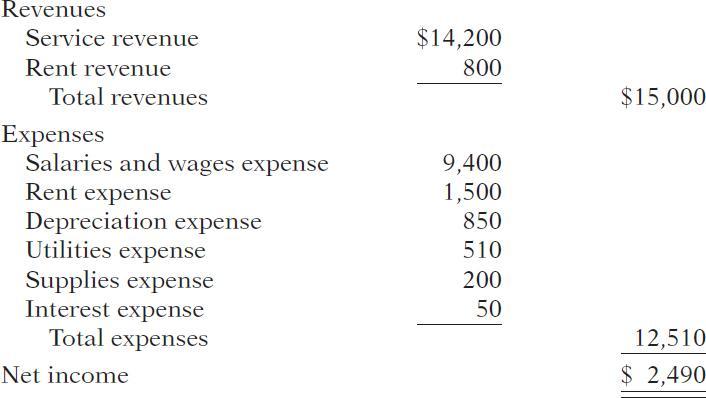 Revenues
Service revenue $14,200
Rent revenue 800
Total revenues $15,000
Expenses
Salaries and wages expense 9,400
Rent expense 1,500
Depreciation expense 850
Utilities expense 510
Supplies expense 200
Interest expense 50
Total expenses 12,510
Net income $ 2,490